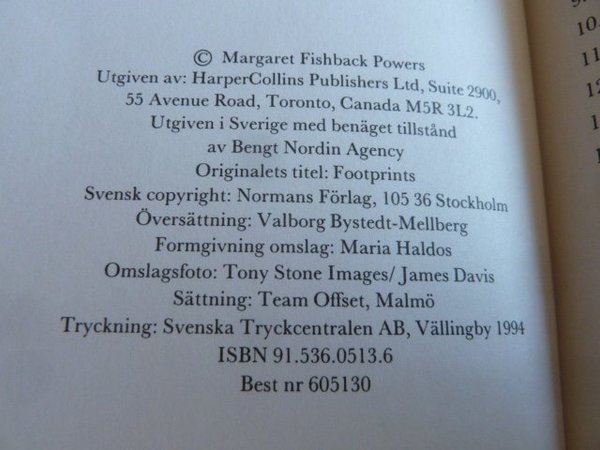 © Margaret Fishback Powers
Utgiven av: HarperCollins Publishers Ltd, Suite 2900,
55 Avenue Road, Toronto, Canada M5R 3L2.
Utgiven i Sverige med benäget tillstånd
av Bengt Nordin Agency
Originalets titel: Footprints
Svensk copyright: Normans Förlag, 105 36 Stockholm
Översättning: Valborg Bystedt-Mellberg
Formgivning omslag: Maria Haldos
Omslagsfoto: Tony Stone Images/ James Davis
Sättning: Team Offset, Malmö
Tryckning: Svenska Tryckcentralen AB, Vällingby 1994
ISBN 91.536.0513.6
Best nr 605130
10.
11